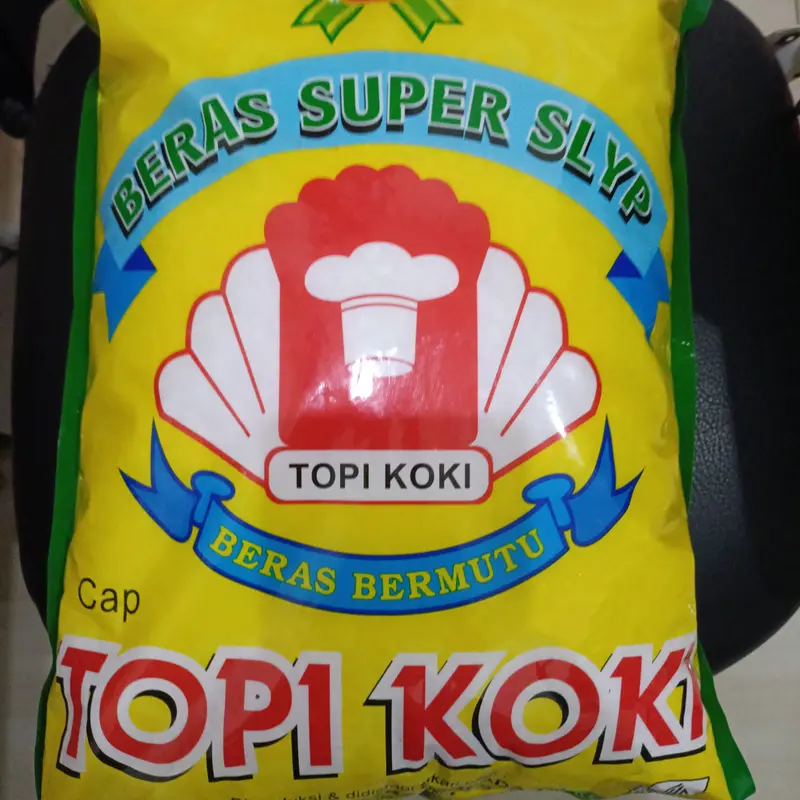 BERAS SUPER SLYP
TOPI KOKI
BERAS BERMUTU
Cap
TOPI KOKI